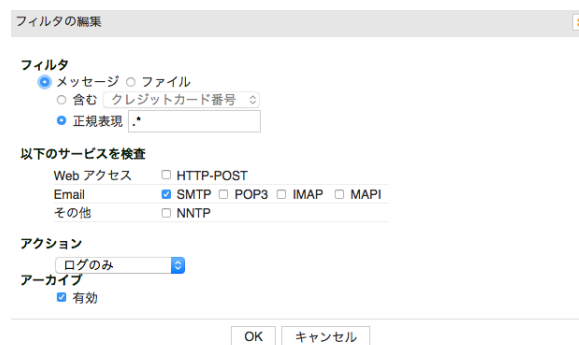 フィルタの編集
フィルタ
メッセージ ファイル
含む クレジットカード番号
正規表現 .*
以下のサービスを検査
Web アクセス HTTP-POST
Email SMTP POP3 IMAP MAPI
その他 NNTP
アクション
ログのみ
アーカイブ
有効
OK キャンセル